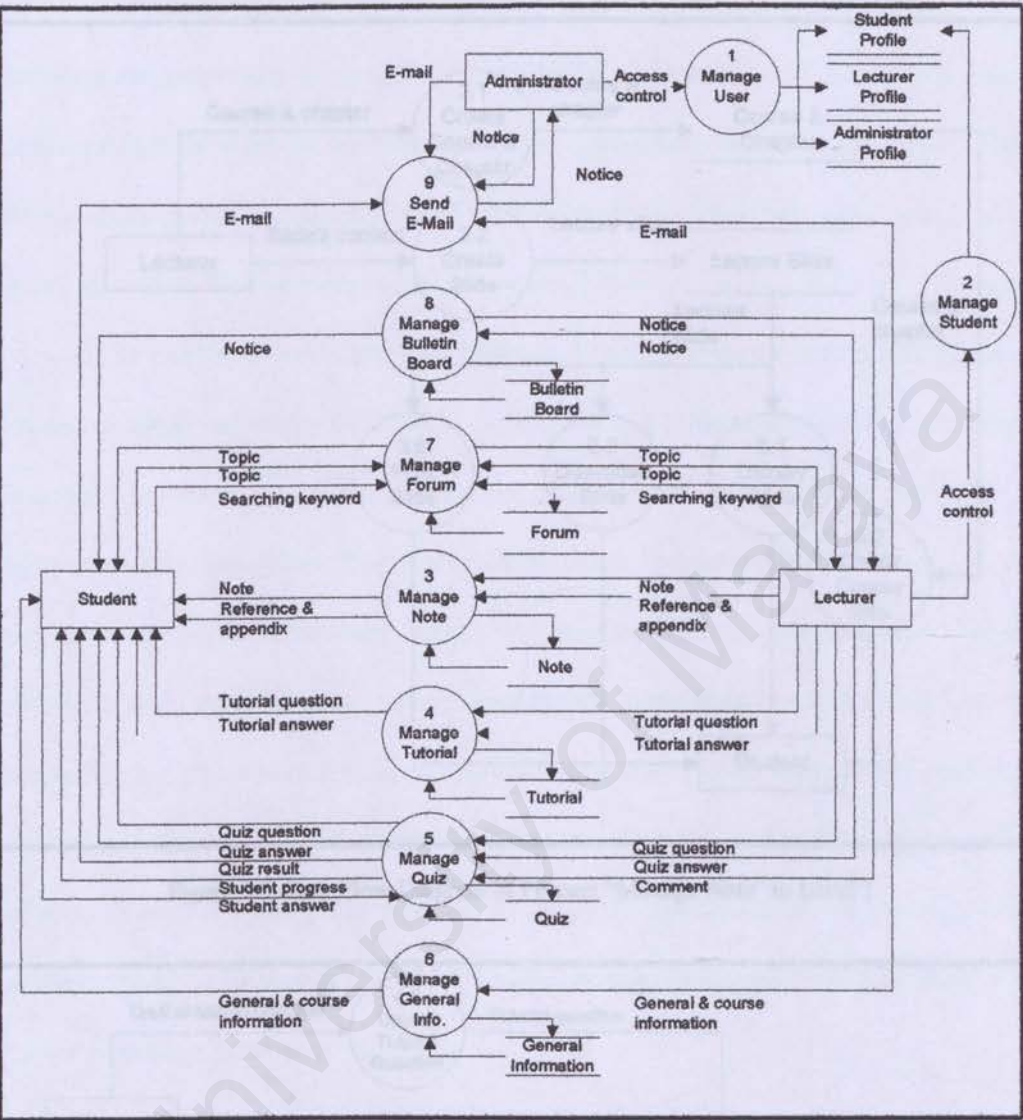 Student
Profile
E-mail
Administrator
Access
control
1
Manage
User
Lecturer
Profile
Administrator
Profile
Notice
Notice
9
Send
E-Mail
E-mail
E-mail
2
Manage
Student
8
Manage
Bulletin
Board
Notice
Notice
Notice
Bulletin
Board
7
Manage
Forum
Topic
Topic
Searching keyword
Topic
Topic
Searching keyword
Forum
Access
control
Student
Note
Reference &
appendix
3
Manage
Note
Note
Reference &
appendix
Lecturer
Note
Tutorial question
Tutorial answer
4
Manage
Tutorial
Tutorial question
Tutorial answer
Tutorial
Quiz question
Quiz answer
Quiz result
Student progress
Student answer
5
Manage
Quiz
Quiz question
Quiz answer
Comment
Quiz
6
Manage
General
Info.
General & course
information
General & course
information
General
Information
University of Malaya